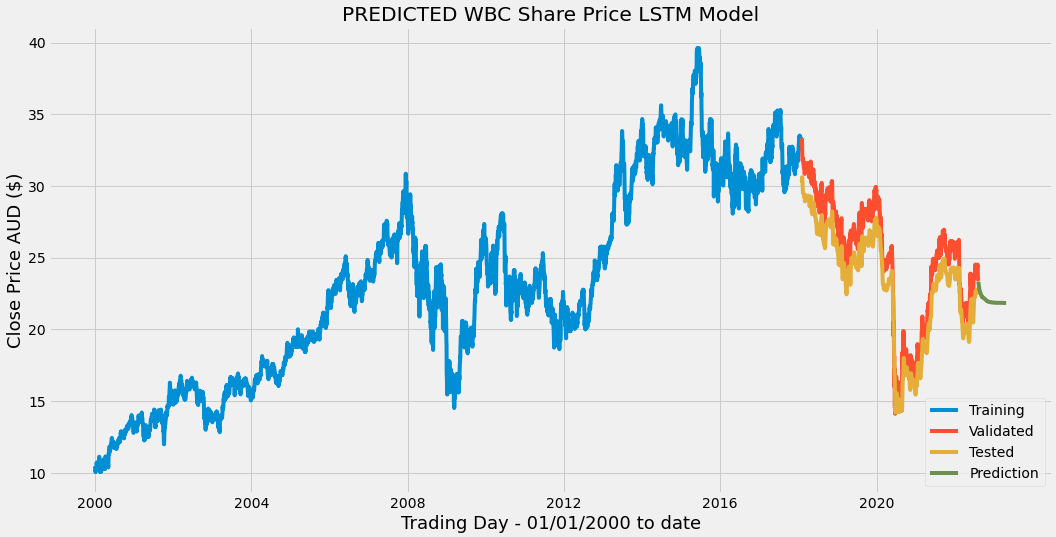 PREDICTED WBC Share Price LSTM Model
40
35
30
25
20
15
10
Close Price AUD ($)
2000 2004 2008 2012 2016 2020
Trading Day - 01/01/2000 to date
Training
Validated
Tested
Prediction